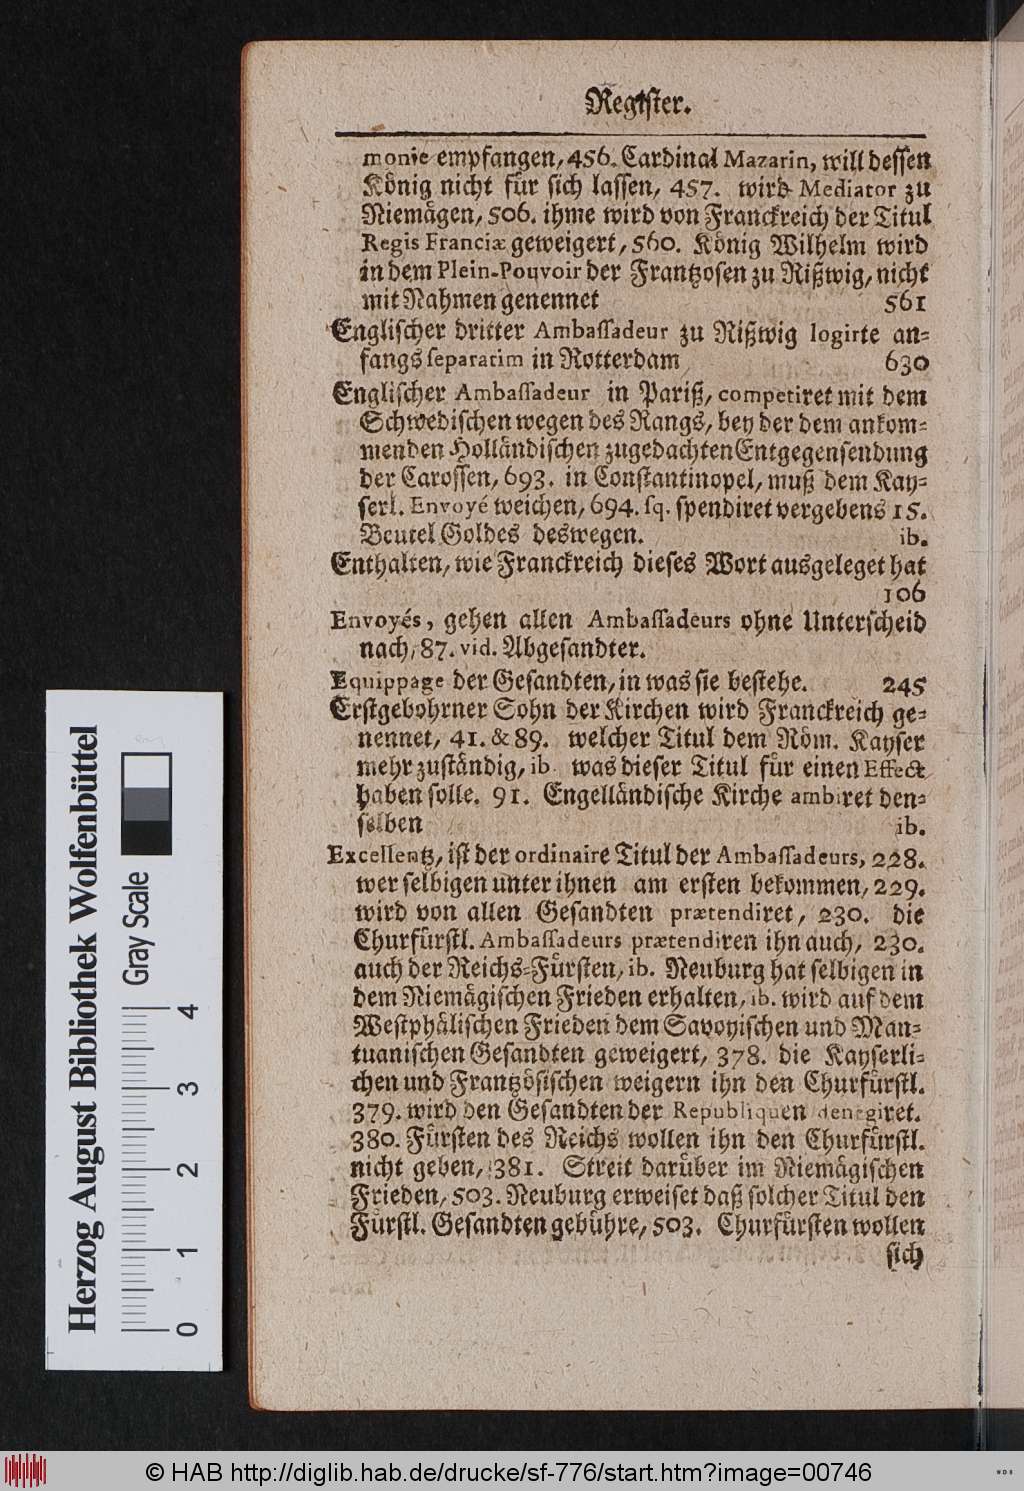 Register.
monie empfangen, 456. Cardinal Mazarin, will dessen
König nicht für sich lassen, 457. wird Mediator zu
Niemägen, 506. ihme wird von Franckreich der Titul
Regis Franciæ geweigert, 560. König Wilhelm wird
in dem Plein-Pouvoir der Frantzosen zu Rißwig, nicht
mit Nahmen genennet 561
Englischer dritter Ambassadeur zu Rißwig logirte an-
fangs separatim in Rotterdam 630
Englischer Ambassadeur in Pariß, competiret mit dem
Schwedischen wegen des Rangs, bey der dem ankom-
menden Holländischen zugedachten Entgegensendung
der Carossen, 693. in Constantinopel, muß dem Kay-
serl. Envoyé weichen, 694. sq. spendiret vergebens 15.
Beutel Goldes deswegen. ib.
Enthalten, wie Franckreich dieses Wort ausgeleget hat
106
Envoyés, gehen allen Ambassadeurs ohne Unterscheid
nach, 87. vid. Abgesandter.
Equippage der Gesandten, in was sie bestehe. 245
Erstgebohrner Sohn der Kirchen wird Franckreich ge-
nennet, 41. & 89. welcher Titul dem Röm. Kayser
mehr zuständig, ib. was dieser Titul für einen Effect
haben solle. 91. Engelländische Kirche ambiret den-
selben ib.
Excellentz, ist der ordinaire Titul der Ambassadeurs, 228.
wer selbigen unter ihnen am ersten bekommen, 229.
wird von allen Gesandten prætendiret, 230. die
Churfürstl. Ambassadeurs prætendiren ihn auch, 230.
auch der Reichs-Fürsten, ib. Neuburg hat selbigen in
dem Niemägischen Frieden erhalten, ib. wird auf dem
Westphälischen Frieden dem Savoyischen und Man-
tuanischen Gesandten geweigert, 378. die Kayserli-
chen und Frantzösischen weigern ihn den Churfürstl.
379. wird den Gesandten der Republiquen denegiret.
380. Fürsten des Reichs wollen ihn den Churfürstl.
nicht geben, 381. Streit darüber im Niemägischen
Frieden, 503. Neuburg erweiset daß solcher Titul den
Fürstl. Gesandten gebühre, 503. Churfürsten wollen
sich
Herzog August Bibliothek Wolfenbüttel
Gray Scale
0 1 2 3 4
© HAB http://diglib.hab.de/drucke/sf-776/start.htm?image=00746